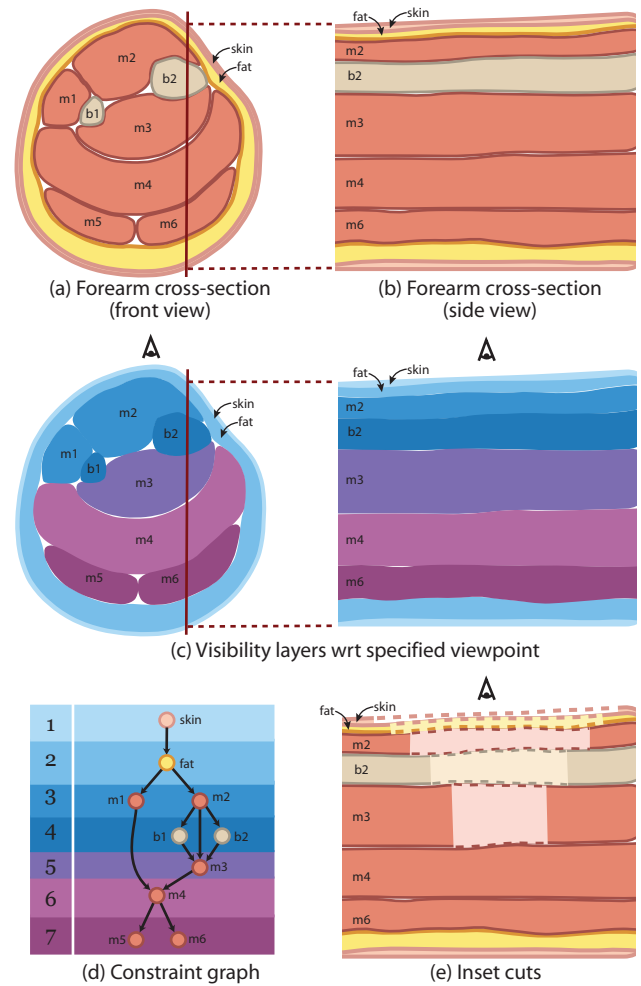 fat
skin
m2
skin
m2
fat
b2
b2
m1
b1
m3
m3
m4
m4
m5
m6
m6
(a) Forearm cross-section
(front view)
(b) Forearm cross-section
(side view)
fat
skin
m2
skin
m2
b2
fat
b2
m1
b1
m3
m3
m4
m4
m5
m6
m6
(c) Visibility layers wrt specified viewpoint
1
skin
2
fat
3
m1
m2
4
b1
b2
5
m3
6
m4
7
m5
m6
(d) Constraint graph
fat
skin
m2
b2
m3
m4
m6
(e) Inset cuts